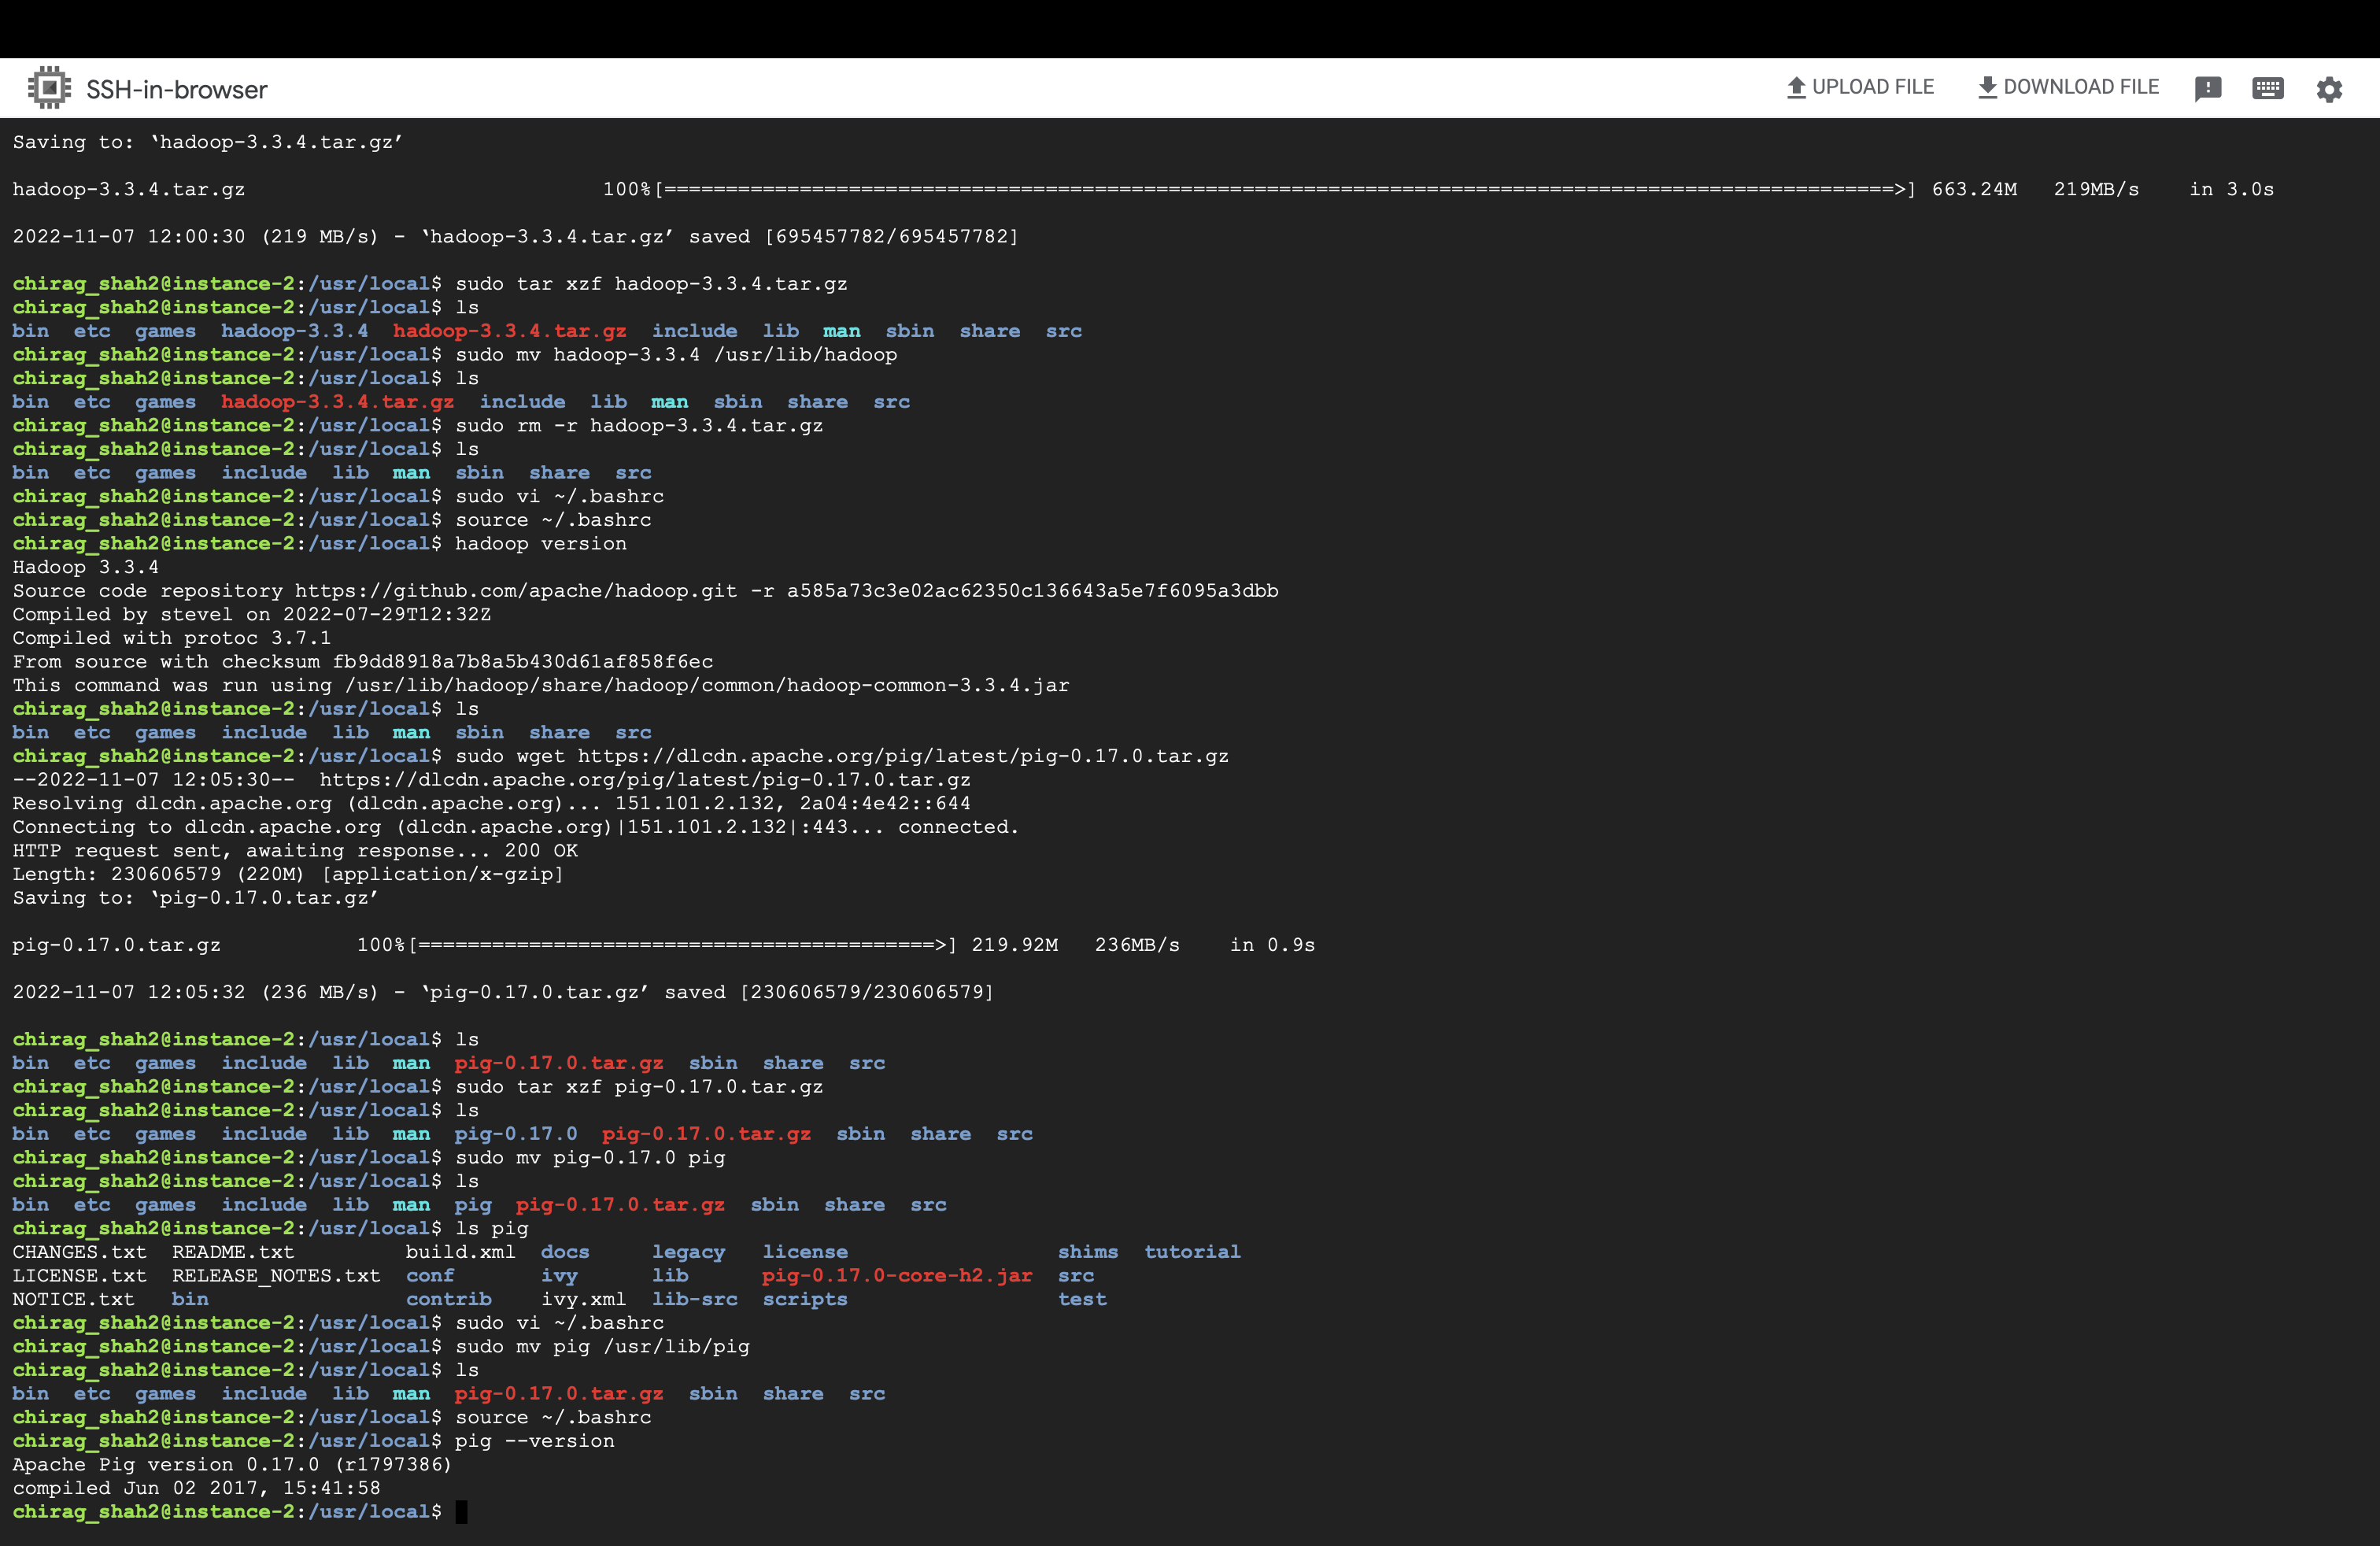 SSH-in-browser
UPLOAD FILE
DOWNLOAD FILE
Saving to: ‘hadoop-3.3.4.tar.gz’
hadoop-3.3.4.tar.gz 100%[====================================================================================================>] 663.24M 219MB/s in 3.0s
2022-11-07 12:00:30 (219 MB/s) - ‘hadoop-3.3.4.tar.gz’ saved [695457782/695457782]
chirag_shah2@instance-2:/usr/local$ sudo tar xzf hadoop-3.3.4.tar.gz
chirag_shah2@instance-2:/usr/local$ ls
bin etc games hadoop-3.3.4 hadoop-3.3.4.tar.gz include lib man sbin share src
chirag_shah2@instance-2:/usr/local$ sudo mv hadoop-3.3.4 /usr/lib/hadoop
chirag_shah2@instance-2:/usr/local$ ls
bin etc games hadoop-3.3.4.tar.gz include lib man sbin share src
chirag_shah2@instance-2:/usr/local$ sudo rm -r hadoop-3.3.4.tar.gz
chirag_shah2@instance-2:/usr/local$ ls
bin etc games include lib man sbin share src
chirag_shah2@instance-2:/usr/local$ sudo vi ~/.bashrc
chirag_shah2@instance-2:/usr/local$ source ~/.bashrc
chirag_shah2@instance-2:/usr/local$ hadoop version
Hadoop 3.3.4
Source code repository https://github.com/apache/hadoop.git -r a585a73c3e02ac62350c136643a5e7f6095a3dbb
Compiled by stevel on 2022-07-29T12:32Z
Compiled with protoc 3.7.1
From source with checksum fb9dd8918a7b8a5b430d61af858f6ec
This command was run using /usr/lib/hadoop/share/hadoop/common/hadoop-common-3.3.4.jar
chirag_shah2@instance-2:/usr/local$ ls
bin etc games include lib man sbin share src
chirag_shah2@instance-2:/usr/local$ sudo wget https://dlcdn.apache.org/pig/latest/pig-0.17.0.tar.gz
--2022-11-07 12:05:30-- https://dlcdn.apache.org/pig/latest/pig-0.17.0.tar.gz
Resolving dlcdn.apache.org (dlcdn.apache.org)... 151.101.2.132, 2a04:4e42::644
Connecting to dlcdn.apache.org (dlcdn.apache.org)|151.101.2.132|:443... connected.
HTTP request sent, awaiting response... 200 OK
Length: 230606579 (220M) [application/x-gzip]
Saving to: ‘pig-0.17.0.tar.gz’
pig-0.17.0.tar.gz 100%[==========================================>] 219.92M 236MB/s in 0.9s
2022-11-07 12:05:32 (236 MB/s) - ‘pig-0.17.0.tar.gz’ saved [230606579/230606579]
chirag_shah2@instance-2:/usr/local$ ls
bin etc games include lib man pig-0.17.0.tar.gz sbin share src
chirag_shah2@instance-2:/usr/local$ sudo tar xzf pig-0.17.0.tar.gz
chirag_shah2@instance-2:/usr/local$ ls
bin etc games include lib man pig-0.17.0 pig-0.17.0.tar.gz sbin share src
chirag_shah2@instance-2:/usr/local$ sudo mv pig-0.17.0 pig
chirag_shah2@instance-2:/usr/local$ ls
bin etc games include lib man pig pig-0.17.0.tar.gz sbin share src
chirag_shah2@instance-2:/usr/local$ ls pig
CHANGES.txt README.txt build.xml docs legacy license shims tutorial
LICENSE.txt RELEASE_NOTES.txt conf ivy lib pig-0.17.0-core-h2.jar src
NOTICE.txt bin contrib ivy.xml lib-src scripts test
chirag_shah2@instance-2:/usr/local$ sudo vi ~/.bashrc
chirag_shah2@instance-2:/usr/local$ sudo mv pig /usr/lib/pig
chirag_shah2@instance-2:/usr/local$ ls
bin etc games include lib man pig-0.17.0.tar.gz sbin share src
chirag_shah2@instance-2:/usr/local$ source ~/.bashrc
chirag_shah2@instance-2:/usr/local$ pig --version
Apache Pig version 0.17.0 (r1797386)
compiled Jun 02 2017, 15:41:58
chirag_shah2@instance-2:/usr/local$